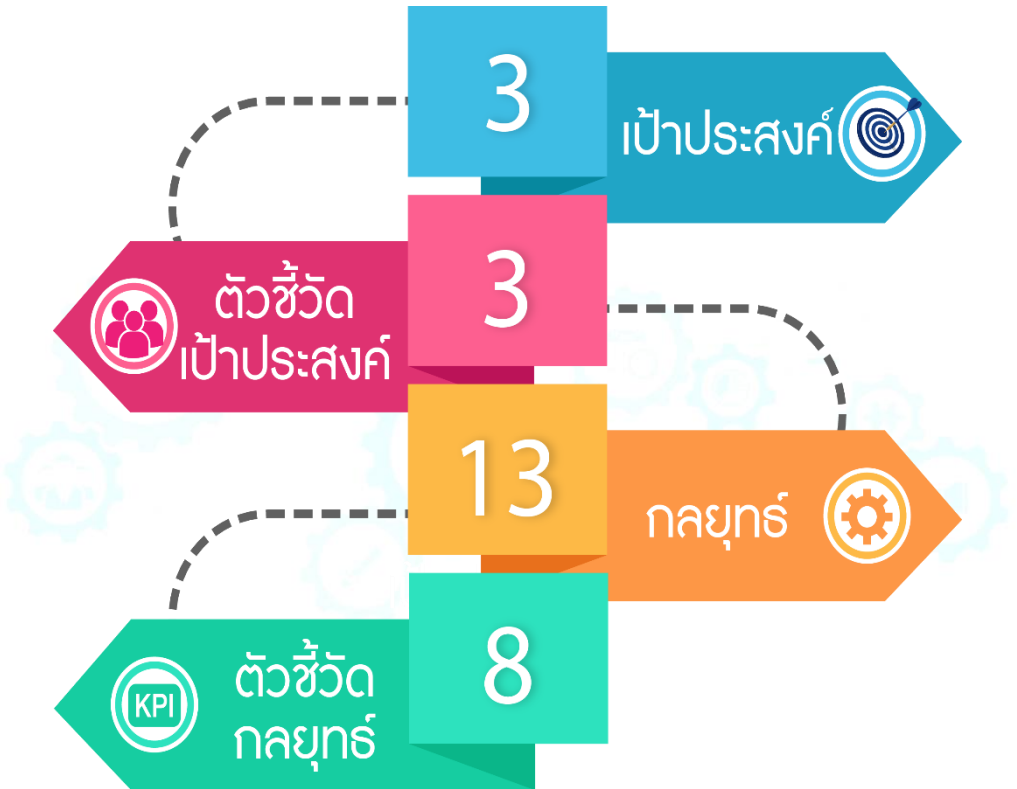 3
เป้าประสงค์
3
ตัวชี้วัด
เป้าประสงค์
13
กลยุทธ์
8
KPI
ตัวชี้วัด
กลยุทธ์